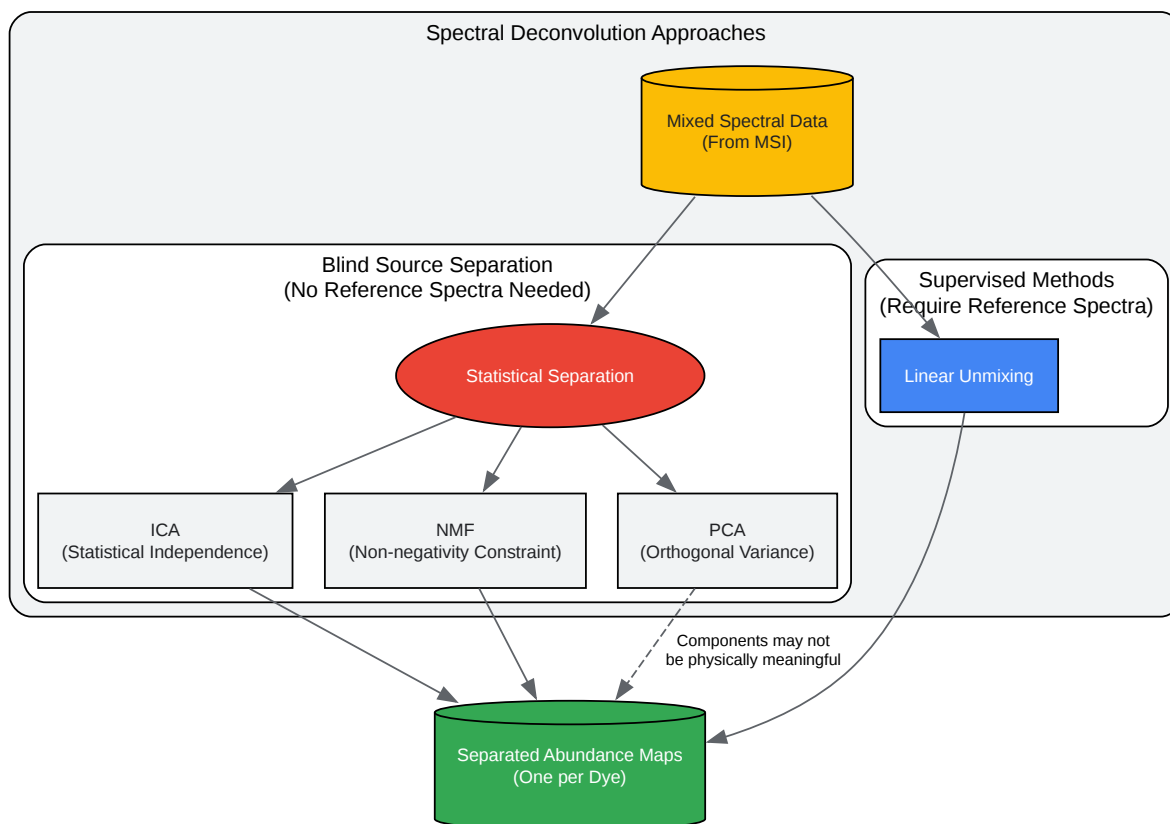 Spectral Deconvolution Approaches
Mixed Spectral Data
(From MSI)
Blind Source Separation
(No Reference Spectra Needed)
Supervised Methods
(Require Reference Spectra)
Statistical Separation
Linear Unmixing
ICA
(Statistical Independence)
NMF
(Non-negativity Constraint)
PCA
(Orthogonal Variance)
Components may not
be physically meaningful
Separated Abundance Maps
(One per Dye)